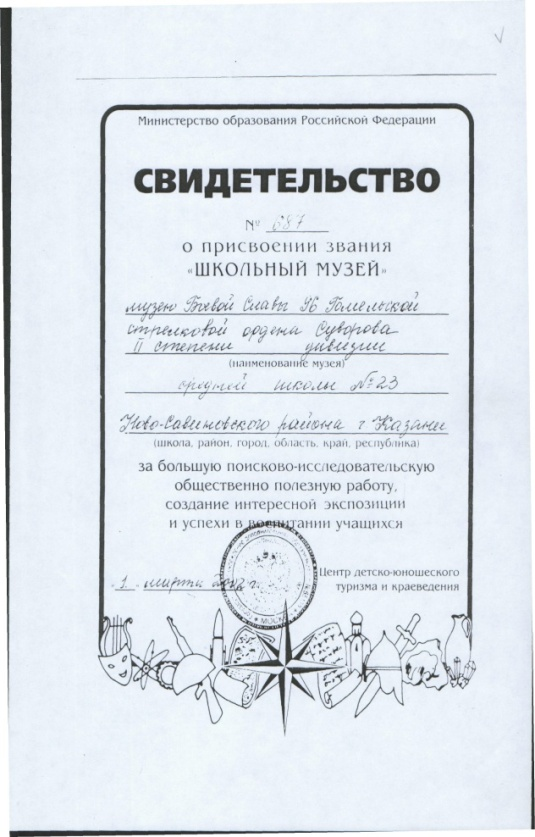 Министерство образования Российской Федерации
СВИДЕТЕЛЬСТВО
№ 687
о присвоении звания
«ШКОЛЬНЫЙ МУЗЕЙ»
музею Боевой Славы 96 Гомельской
стрелковой ордена Суворова
II степени дивизии
(наименование музея)
средней школы №23
Ново-Савиновского района г Казани
(школа, район, город, область, край, республика)
за большую поисково-исследовательскую
общественно полезную работу,
создание интересной экспозиции
и успехи в воспитании учащихся
Центр детско-юношеского
"1" марта г.
туризма и краеведения
МОСКВА